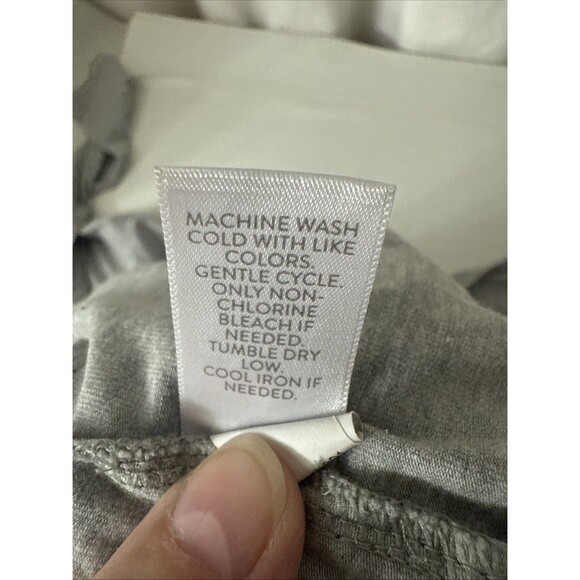 MACHINE WASH
COLD WITH LIKE
COLORS.
GENTLE CYCLE.
ONLY NON-
CHLORINE
BLEACH IF
NEEDED.
TUMBLE DRY
LOW.
COOL IRON IF
NEEDED.